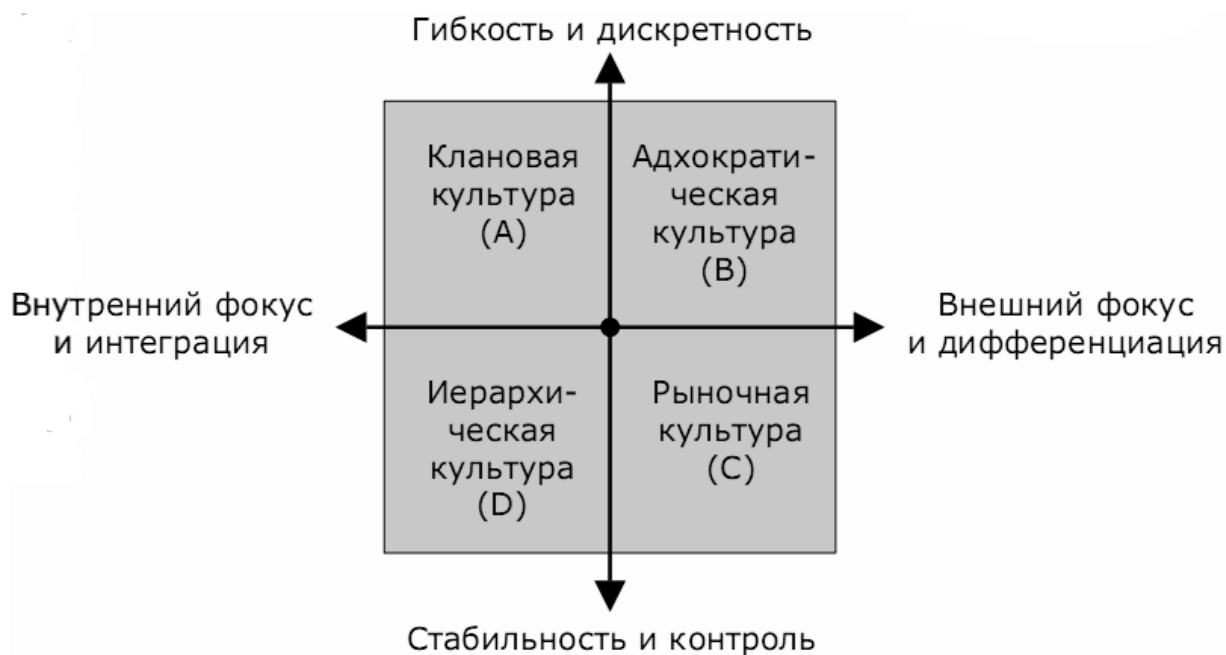 Гибкость и дискретность
Клановая
культура
(A)
Адхократи-
ческая
культура
(B)
Внутренний фокус
и интеграция
Внешний фокус
и дифференциация
Иерархи-
ческая
культура
(D)
Рыночная
культура
(C)
Стабильность и контроль